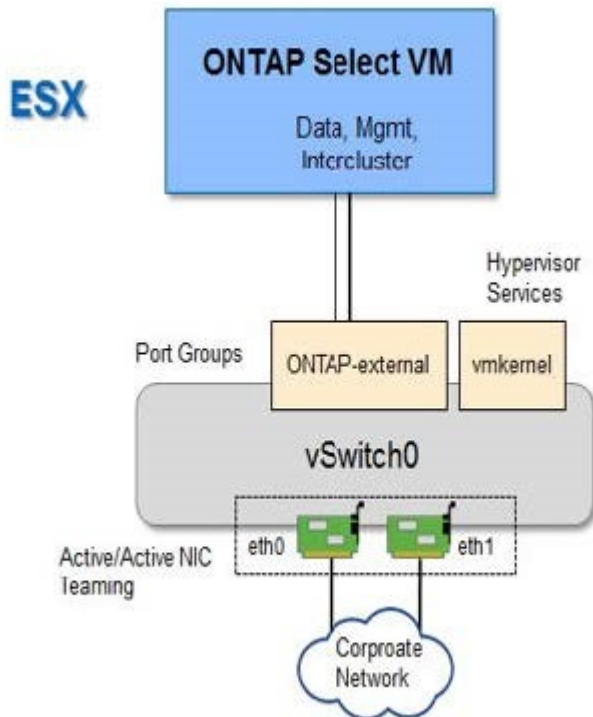 ONTAP Select VM
ESX
Data, Mgmt,
Intercluster
Hypervisor
Services
Port Groups
ONTAP-external
vmkernel
vSwitch0
eth0
eth1
Active/Active NIC
Teaming
Corproate
Network